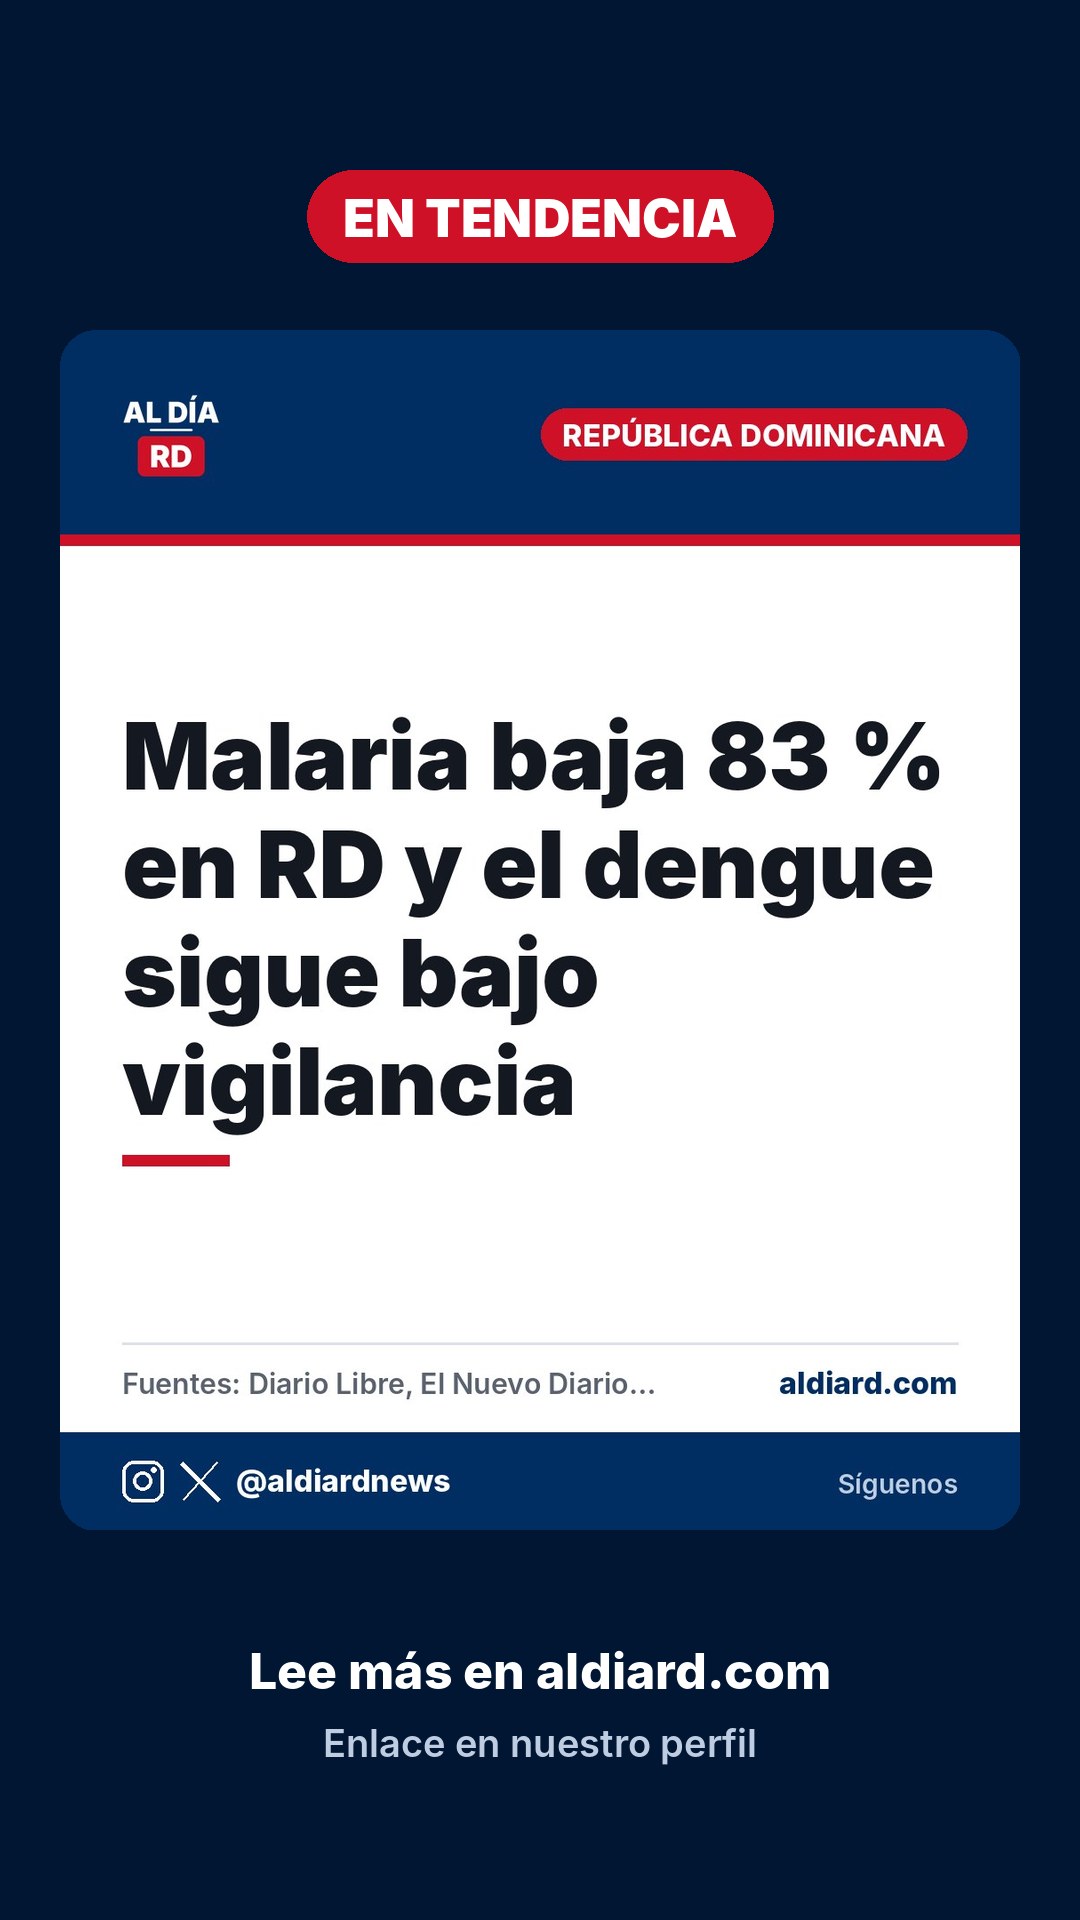 EN TENDENCIA
AL DÍA
RD
REPÚBLICA DOMINICANA
Malaria baja 83 %
en RD y el dengue
sigue bajo
vigilancia
Fuentes: Diario Libre, El Nuevo Diario...
aldiard.com
@aldiardnews
Síguenos
Lee más en aldiard.com
Enlace en nuestro perfil